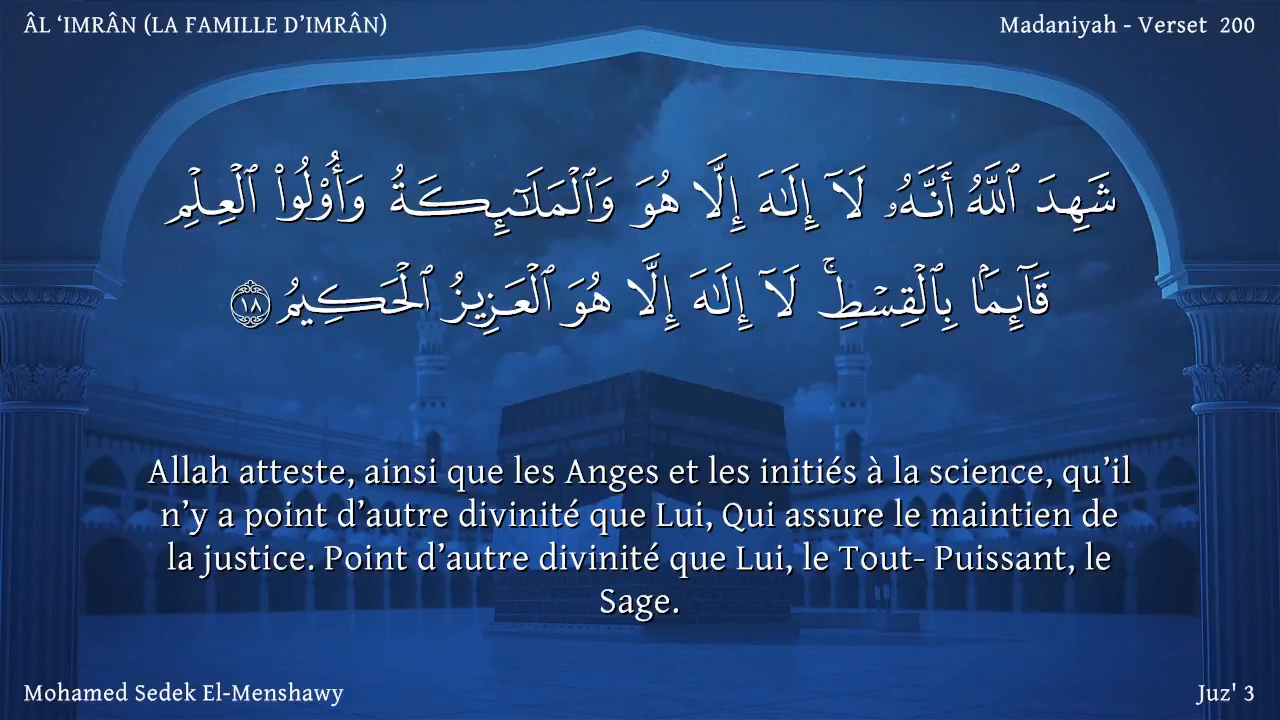 ÂL ‘IMRÂN (LA FAMILLE D’IMRÂN)
Madaniyah - Verset 200
شَهِدَ ٱللَّهُ أَنَّهُۥ لَآ إِلَٰهَ إِلَّا هُوَ وَٱلْمَلَٰٓئِكَةُ وَأُو۟لُوا۟ ٱلْعِلْمِ
قَآئِمًۢا بِٱلْقِسْطِ ۚ لَآ إِلَٰهَ إِلَّا هُوَ ٱلْعَزِيزُ ٱلْحَكِيمُ ١٨
Allah atteste, ainsi que les Anges et les initiés à la science, qu’il
n’y a point d’autre divinité que Lui, Qui assure le maintien de
la justice. Point d’autre divinité que Lui, le Tout- Puissant, le
Sage.
Mohamed Sedek El-Menshawy
Juz' 3